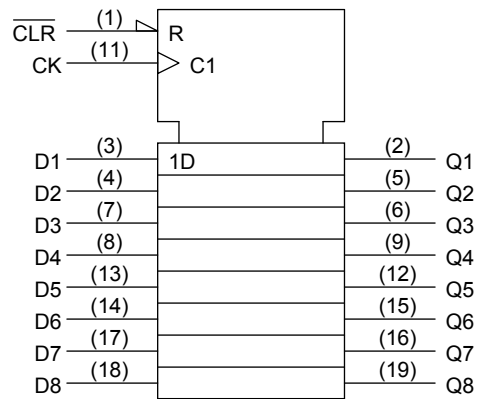 CLR (1) R
CK (11) C1
D1 (3) 1D (2) Q1
D2 (4) (5) Q2
D3 (7) (6) Q3
D4 (8) (9) Q4
D5 (13) (12) Q5
D6 (14) (15) Q6
D7 (17) (16) Q7
D8 (18) (19) Q8